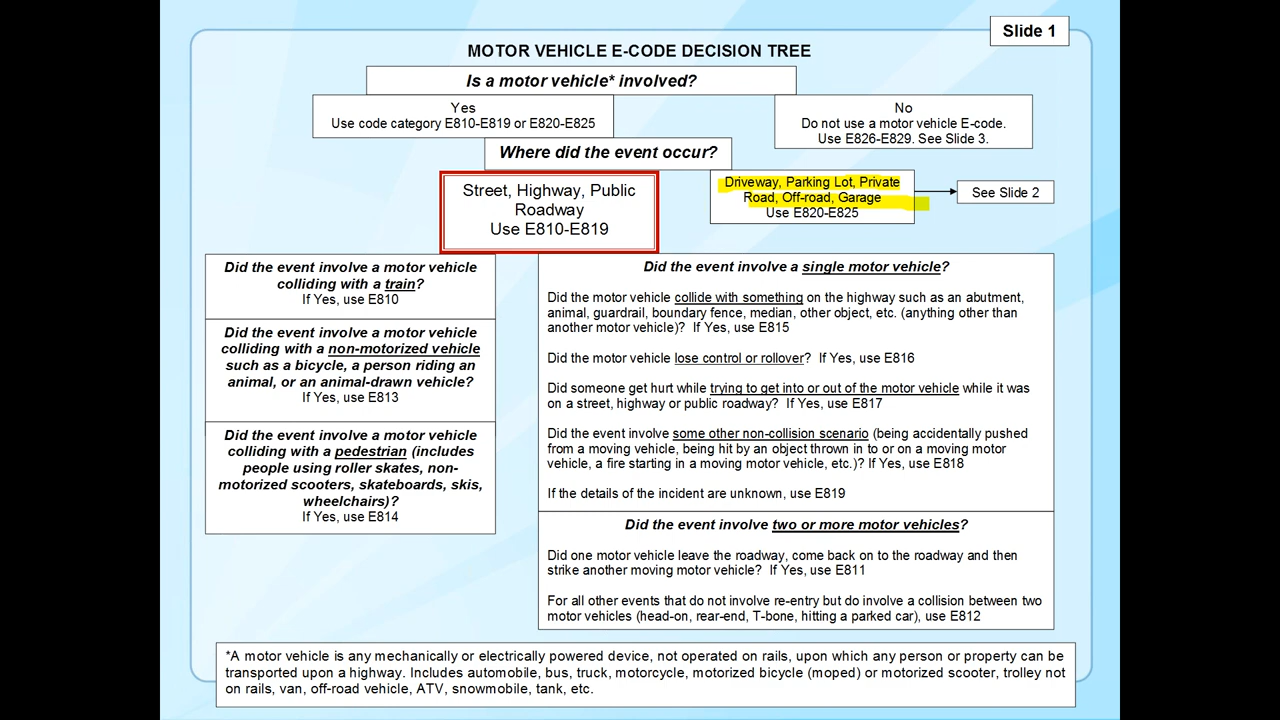 Slide 1
MOTOR VEHICLE E-CODE DECISION TREE
Is a motor vehicle* involved?
Yes
Use code category E810-E819 or E820-E825
No
Do not use a motor vehicle E-code.
Use E826-E829. See Slide 3.
Where did the event occur?
Street, Highway, Public
Roadway
Use E810-E819
Driveway, Parking Lot, Private
Road, Off-road, Garage
Use E820-E825
See Slide 2
Did the event involve a motor vehicle
colliding with a train?
If Yes, use E810
Did the event involve a motor vehicle
colliding with a non-motorized vehicle
such as a bicycle, a person riding an
animal, or an animal-drawn vehicle?
If Yes, use E813
Did the event involve a motor vehicle
colliding with a pedestrian (includes
people using roller skates, non-
motorized scooters, skateboards, skis,
wheelchairs)?
If Yes, use E814
Did the event involve a single motor vehicle?
Did the motor vehicle collide with something on the highway such as an abutment,
animal, guardrail, boundary fence, median, other object, etc. (anything other than
another motor vehicle)? If Yes, use E815
Did the motor vehicle lose control or rollover? If Yes, use E816
Did someone get hurt while trying to get into or out of the motor vehicle while it was
on a street, highway or public roadway? If Yes, use E817
Did the event involve some other non-collision scenario (being accidentally pushed
from a moving vehicle, being hit by an object thrown in to or on a moving motor
vehicle, a fire starting in a moving motor vehicle, etc.)? If Yes, use E818
If the details of the incident are unknown, use E819
Did the event involve two or more motor vehicles?
Did one motor vehicle leave the roadway, come back on to the roadway and then
strike another moving motor vehicle? If Yes, use E811
For all other events that do not involve re-entry but do involve a collision between two
motor vehicles (head-on, rear-end, T-bone, hitting a parked car), use E812
*A motor vehicle is any mechanically or electrically powered device, not operated on rails, upon which any person or property can be
transported upon a highway. Includes automobile, bus, truck, motorcycle, motorized bicycle (moped) or motorized scooter, trolley not
on rails, van, off-road vehicle, ATV, snowmobile, tank, etc.